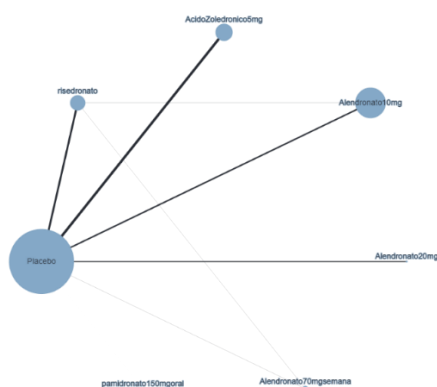 AcidoZoledronico5mg
risedronato
Alendronato10mg
Placebo
Alendronato20mg
pamidronato150mgoral
Alendronato70mgsemana